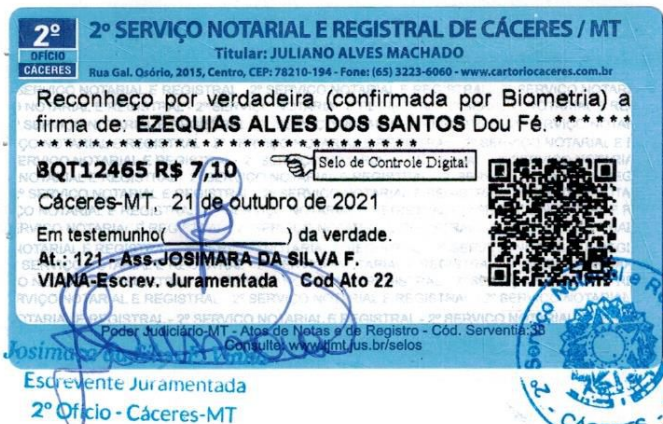 2º
OFÍCIO
CÁCERES
2º SERVIÇO NOTARIAL E REGISTRAL DE CÁCERES / MT
Titular: JULIANO ALVES MACHADO
Rua Gal. Osório, 2015, Centro, CEP: 78210-194 - Fone: (65) 3223-6060 - www.cartoriocaceres.com.br
Reconheço por verdadeira (confirmada por Biometria) a
firma de: EZEQUIAS ALVES DOS SANTOS Dou Fé. * * * * * *
* * * * * * * * * * * * * * * * * * * * * * * * * * *
BQT12465 R$ 7,10
Selo de Controle Digital
Cáceres-MT, 21 de outubro de 2021
Em testemunho(____________) da verdade.
At.: 121 - Ass.JOSIMARA DA SILVA F.
VIANA-Escrev. Juramentada Cod Ato 22
Poder Judiciário-MT - Atos de Notas e de Registro - Cód. Serventia:33
Consulte: www.tjmt.jus.br/selos
Escrevente Juramentada
2º Ofício - Cáceres-MT